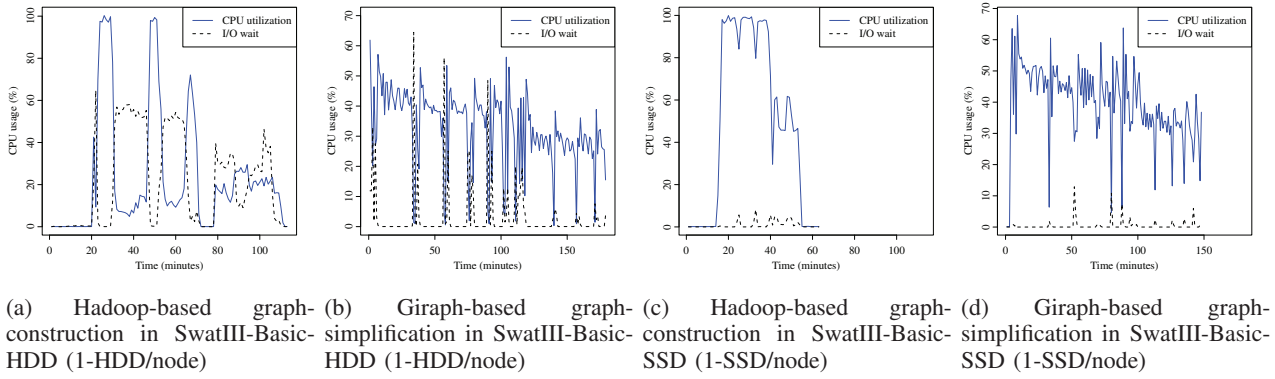 CPU utilization
I/O wait
CPU usage (%)
0 20 40 60 80 100
0 20 40 60 80 100
Time (minutes)
CPU utilization
I/O wait
CPU usage (%)
0 10 20 30 40 50 60 70
0 50 100 150
Time (minutes)
CPU utilization
I/O wait
CPU usage (%)
0 20 40 60 80 100
0 20 40 60 80 100
Time (minutes)
CPU utilization
I/O wait
CPU usage (%)
0 10 20 30 40 50 60 70
0 50 100 150
Time (minutes)
(a) Hadoop-based graph-
construction in SwatIII-Basic-
HDD (1-HDD/node)
(b) Giraph-based graph-
simplification in SwatIII-Basic-
HDD (1-HDD/node)
(c) Hadoop-based graph-
construction in SwatIII-Basic-
SSD (1-SSD/node)
(d) Giraph-based graph-
simplification in SwatIII-Basic-
SSD (1-SSD/node)